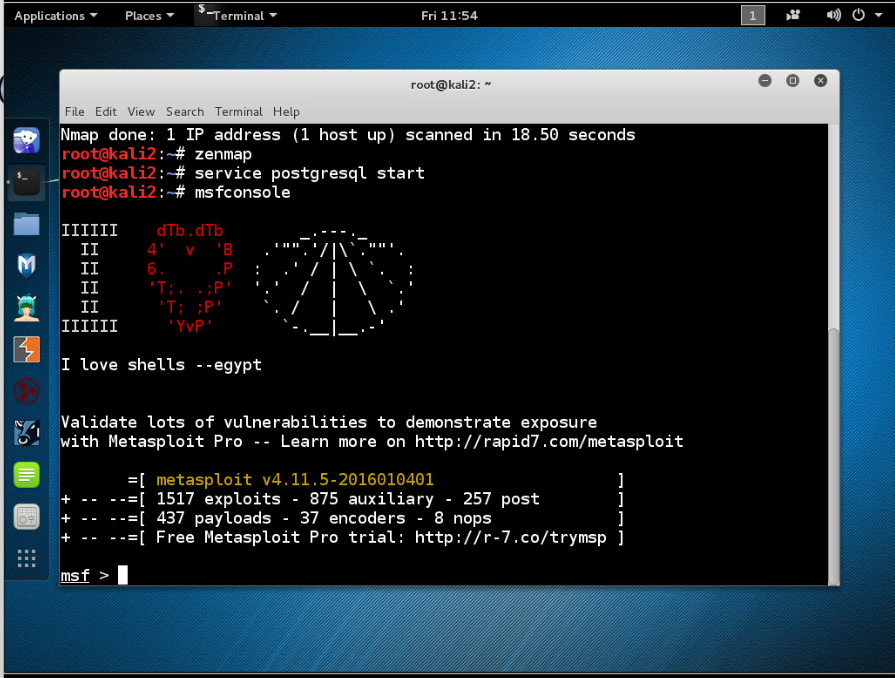 Applications Places Terminal Fri 11:54 1
root@kali2: ~
File Edit View Search Terminal Help
Nmap done: 1 IP address (1 host up) scanned in 18.50 seconds
root@kali2:~# zenmap
root@kali2:~# service postgresql start
root@kali2:~# msfconsole
IIIIII    dTb.dTb        _.---._
  II     4'  v  'B   .'"".'/|\`.""'.
  II     6.     .P  :  .' / | \ `.  :
  II     'T;. .;P'  '.'  /  |  \  `.'
  II      'T; ;P'    `. /   |   \ .'
IIIIII     'YvP'       `-.__|__.-'
I love shells --egypt
Validate lots of vulnerabilities to demonstrate exposure
with Metasploit Pro -- Learn more on http://rapid7.com/metasploit
       =[ metasploit v4.11.5-2016010401                   ]
+ -- --=[ 1517 exploits - 875 auxiliary - 257 post        ]
+ -- --=[ 437 payloads - 37 encoders - 8 nops             ]
+ -- --=[ Free Metasploit Pro trial: http://r-7.co/trymsp ]
msf >